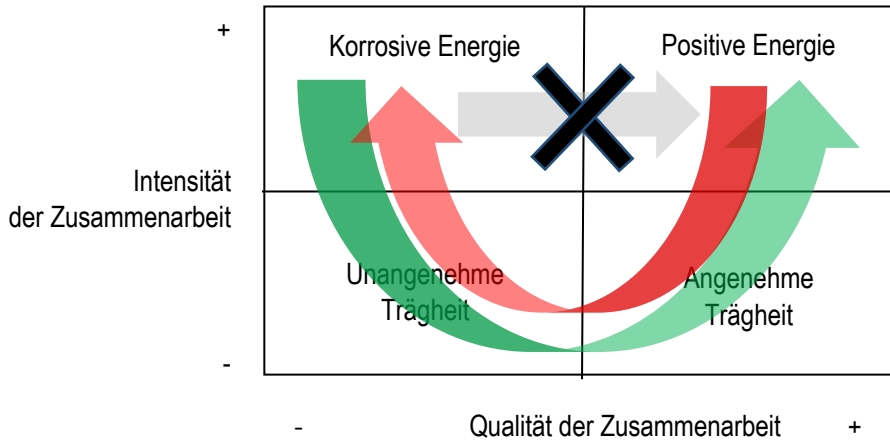 +
Korrosive Energie
Positive Energie
Intensität
der Zusammenarbeit
Unangenehme
Trägheit
Angenehme
Trägheit
-
-
Qualität der Zusammenarbeit
+